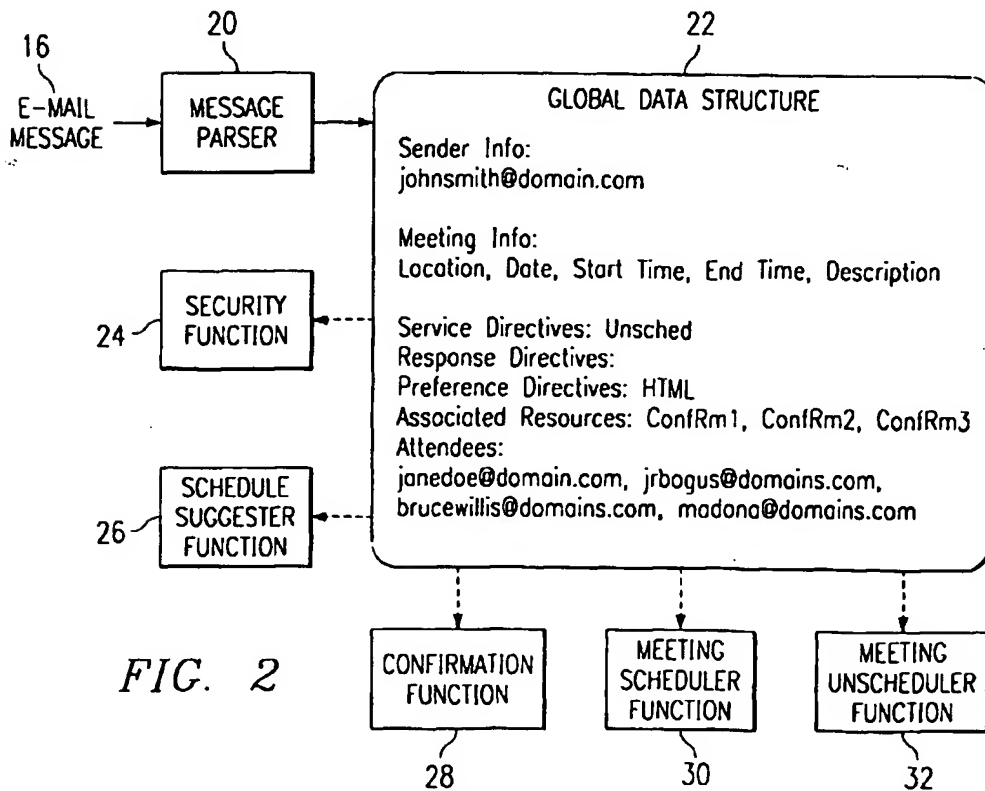 16
20
22
E-MAIL
MESSAGE
MESSAGE
PARSER
GLOBAL DATA STRUCTURE
Sender Info:
johnsmith@domain.com
Meeting Info:
Location, Date, Start Time, End Time, Description
Service Directives: Unsched
Response Directives:
Preference Directives: HTML
Associated Resources: ConfRm1, ConfRm2, ConfRm3
Attendees:
janedoe@domain.com, jrbogus@domains.com,
brucewillis@domains.com, madona@domains.com
24
SECURITY
FUNCTION
26
SCHEDULE
SUGGESTER
FUNCTION
FIG. 2
CONFIRMATION
FUNCTION
MEETING
SCHEDULER
FUNCTION
MEETING
UNSCHEDULER
FUNCTION
28
30
32